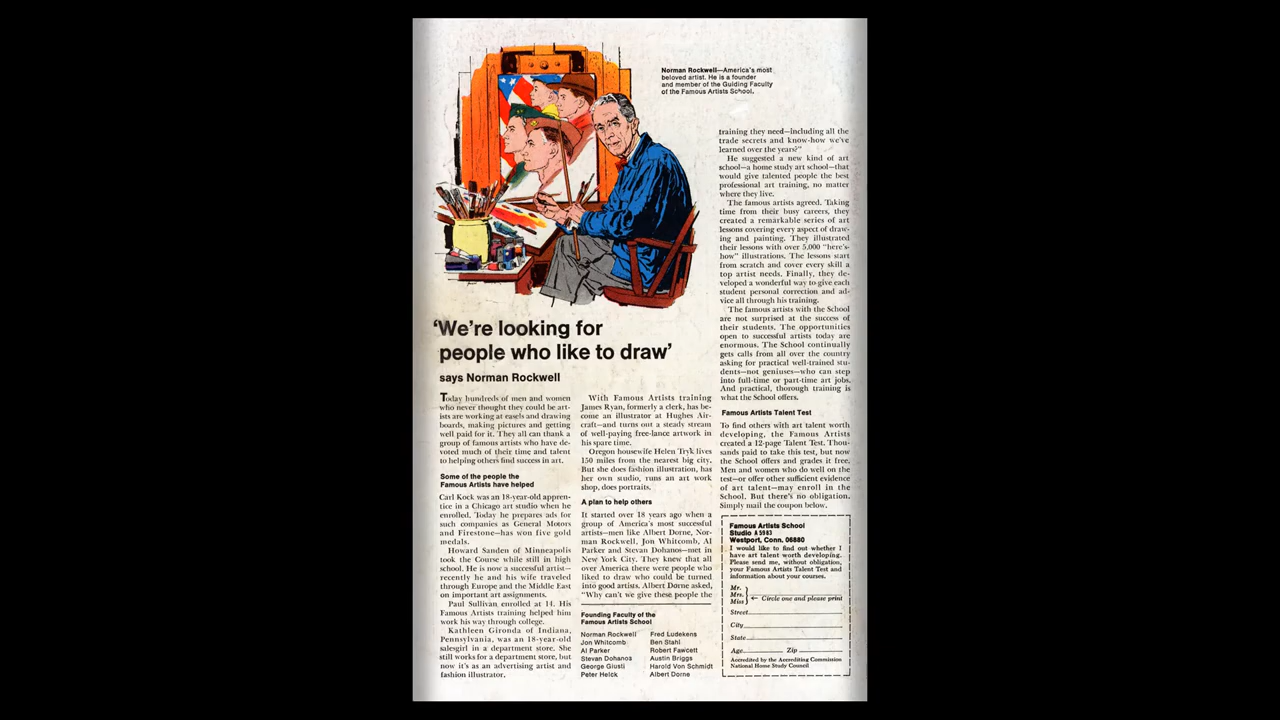 Norman Rockwell—America's most
beloved artist. He is a founder
and member of the Guiding Faculty
of the Famous Artists School.
'We're looking for
people who like to draw'
says Norman Rockwell
Today hundreds of men and women
who never thought they could be art-
ists are working at easels and drawing
boards, making pictures and getting
well paid for it. They all can thank a
group of famous artists who have de-
voted much of their time and talent
to helping others find success in art.
Some of the people the
Famous Artists have helped
Carl Kock was an 18-year-old appren-
tice in a Chicago art studio when he
enrolled. Today he prepares ads for
such companies as General Motors
and Firestone—has won five gold
medals.
Howard Sanden of Minneapolis
took the Course while still in high
school. He is now a successful artist—
recently he and his wife traveled
through Europe and the Middle East
on important art assignments.
Paul Sullivan enrolled at 14. His
Famous Artists training helped him
work his way through college.
Kathleen Gironda of Indiana,
Pennsylvania, was an 18-year-old
salesgirl in a department store. She
still works for a department store, but
now it's as an advertising artist and
fashion illustrator.
With Famous Artists training
James Ryan, formerly a clerk, has be-
come an illustrator at Hughes Air-
craft—and turns out a steady stream
of well-paying free-lance artwork in
his spare time.
Oregon housewife Helen Tryk lives
150 miles from the nearest big city.
But she does fashion illustration, has
her own studio, runs an art work
shop, does portraits.
A plan to help others
It started over 18 years ago when a
group of America's most successful
artists—men like Albert Dorne, Nor-
man Rockwell, Jon Whitcomb, Al
Parker and Stevan Dohanos—met in
New York City. They knew that all
over America there were people who
liked to draw who could be turned
into good artists. Albert Dorne asked,
"Why can't we give these people the
Founding Faculty of the
Famous Artists School
Norman Rockwell
Jon Whitcomb
Al Parker
Stevan Dohanos
George Giusti
Peter Helck
Fred Ludekens
Ben Stahl
Robert Fawcett
Austin Briggs
Harold Von Schmidt
Albert Dorne
training they need—including all the
trade secrets and know-how we've
learned over the years?"
He suggested a new kind of art
school—a home study art school—that
would give talented people the best
professional art training, no matter
where they live.
The famous artists agreed. Taking
time from their busy careers, they
created a remarkable series of art
lessons covering every aspect of draw-
ing and painting. They illustrated
their lessons with over 5,000 "here's-
how" illustrations. The lessons start
from scratch and cover every skill a
top artist needs. Finally, they de-
veloped a wonderful way to give each
student personal correction and ad-
vice all through his training.
The famous artists with the School
are not surprised at the success of
their students. The opportunities
open to successful artists today are
enormous. The School continually
gets calls from all over the country
asking for practical well-trained stu-
dents—not geniuses—who can step
into full-time or part-time art jobs.
And practical, thorough training is
what the School offers.
Famous Artists Talent Test
To find others with art talent worth
developing, the Famous Artists
created a 12-page Talent Test. Thou-
sands paid to take this test, but now
the School offers and grades it free.
Men and women who do well on the
test—or offer other sufficient evidence
of art talent—may enroll in the
School. But there's no obligation.
Simply mail the coupon below.
Famous Artists School
Studio A5983
Westport, Conn. 06880
I would like to find out whether I
have art talent worth developing.
Please send me, without obligation,
your Famous Artists Talent Test and
information about your courses.
Mr.
Mrs.
Miss
← Circle one and please print
Street
City
State
Age Zip
Accredited by the Accrediting Commission
National Home Study Council